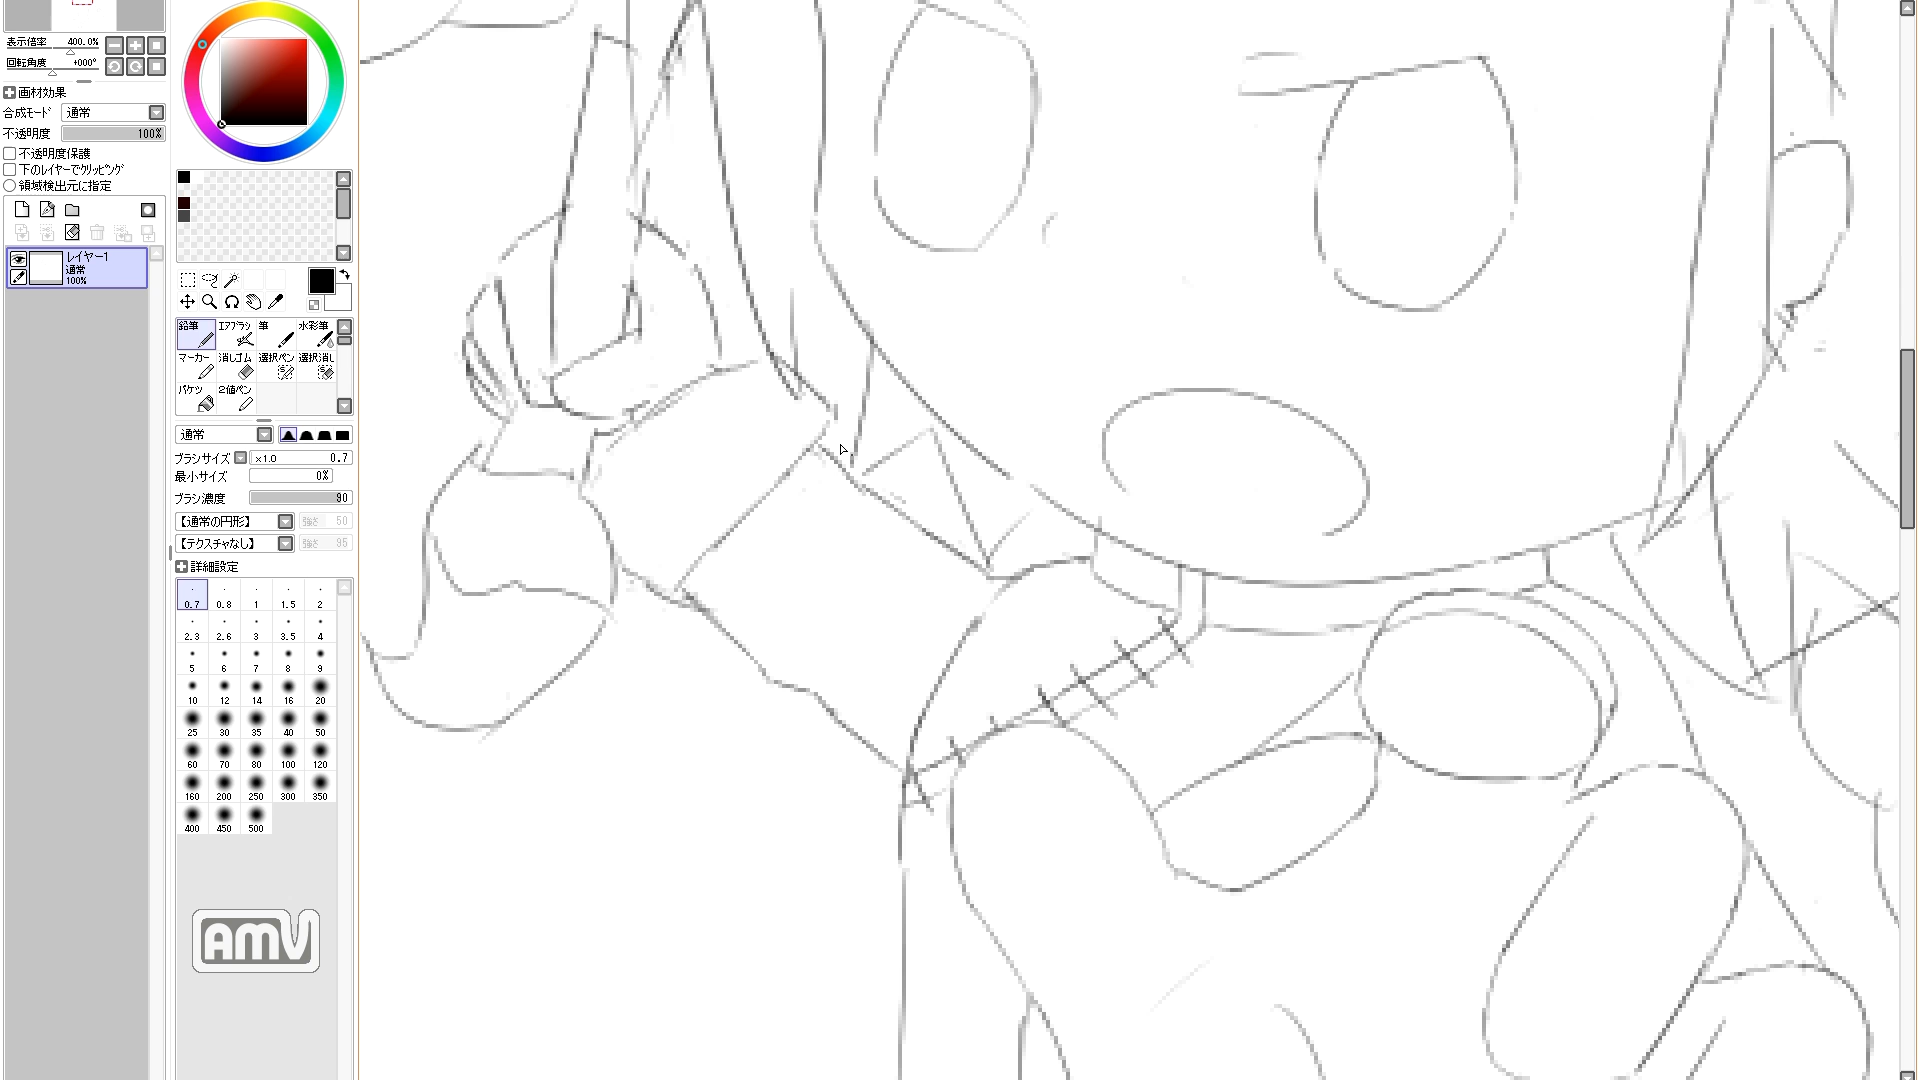 表示倍率 400.0%
回転角度 +000°
画材効果
合成モード 通常
不透明度 100%
不透明度保護
下のレイヤーでクリッピング
領域検出元に指定
レイヤー1
通常
100%
鉛筆 エアブラシ 筆 水彩筆
マーカー 消しゴム 選択ペン 選択消し
バケツ 2値ペン
通常
ブラシサイズ x1.0 0.7
最小サイズ 0%
ブラシ濃度 90
【通常の円形】 強さ 50
【テクスチャなし】 強さ 95
詳細設定
0.7 0.8 1 1.5 2
2.3 2.6 3 3.5 4
5 6 7 8 9
10 12 14 16 20
25 30 35 40 50
60 70 80 100 120
160 200 250 300 350
400 450 500
AMV